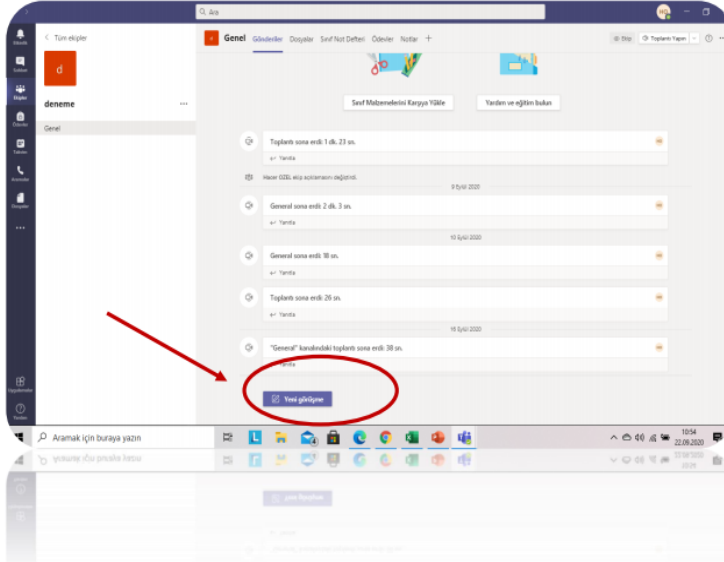 Ara
HÖ
Tüm ekipler
d
deneme
Genel
Genel Gönderiler Dosyalar Sınıf Not Defteri Ödevler Notlar +
Ekip
Toplantı Yapın
Sınıf Malzemelerini Karşıya Yükle
Yardım ve eğitim bulun
Toplantı sona erdi: 1 dk. 23 sn.
Yanıtla
Hacer ÖZEL ekip açıklamasını değiştirdi.
9 Eylül 2020
General sona erdi: 2 dk. 3 sn.
Yanıtla
10 Eylül 2020
General sona erdi: 18 sn.
Yanıtla
Toplantı sona erdi: 26 sn.
Yanıtla
16 Eylül 2020
"General" kanalındaki toplantı sona erdi: 38 sn.
Yanıtla
Yeni görüşme
Aramak için buraya yazın
10:54
22.09.2020